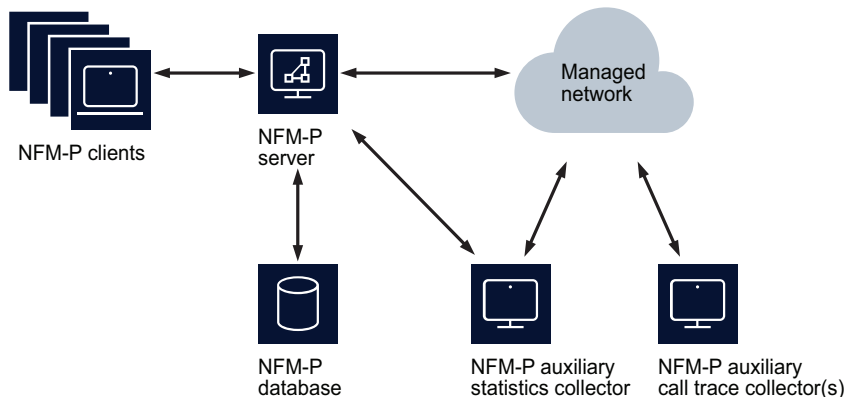 Managed
network
NFM-P clients
NFM-P
server
NFM-P
database
NFM-P auxiliary
statistics collector
NFM-P auxiliary
call trace collector(s)